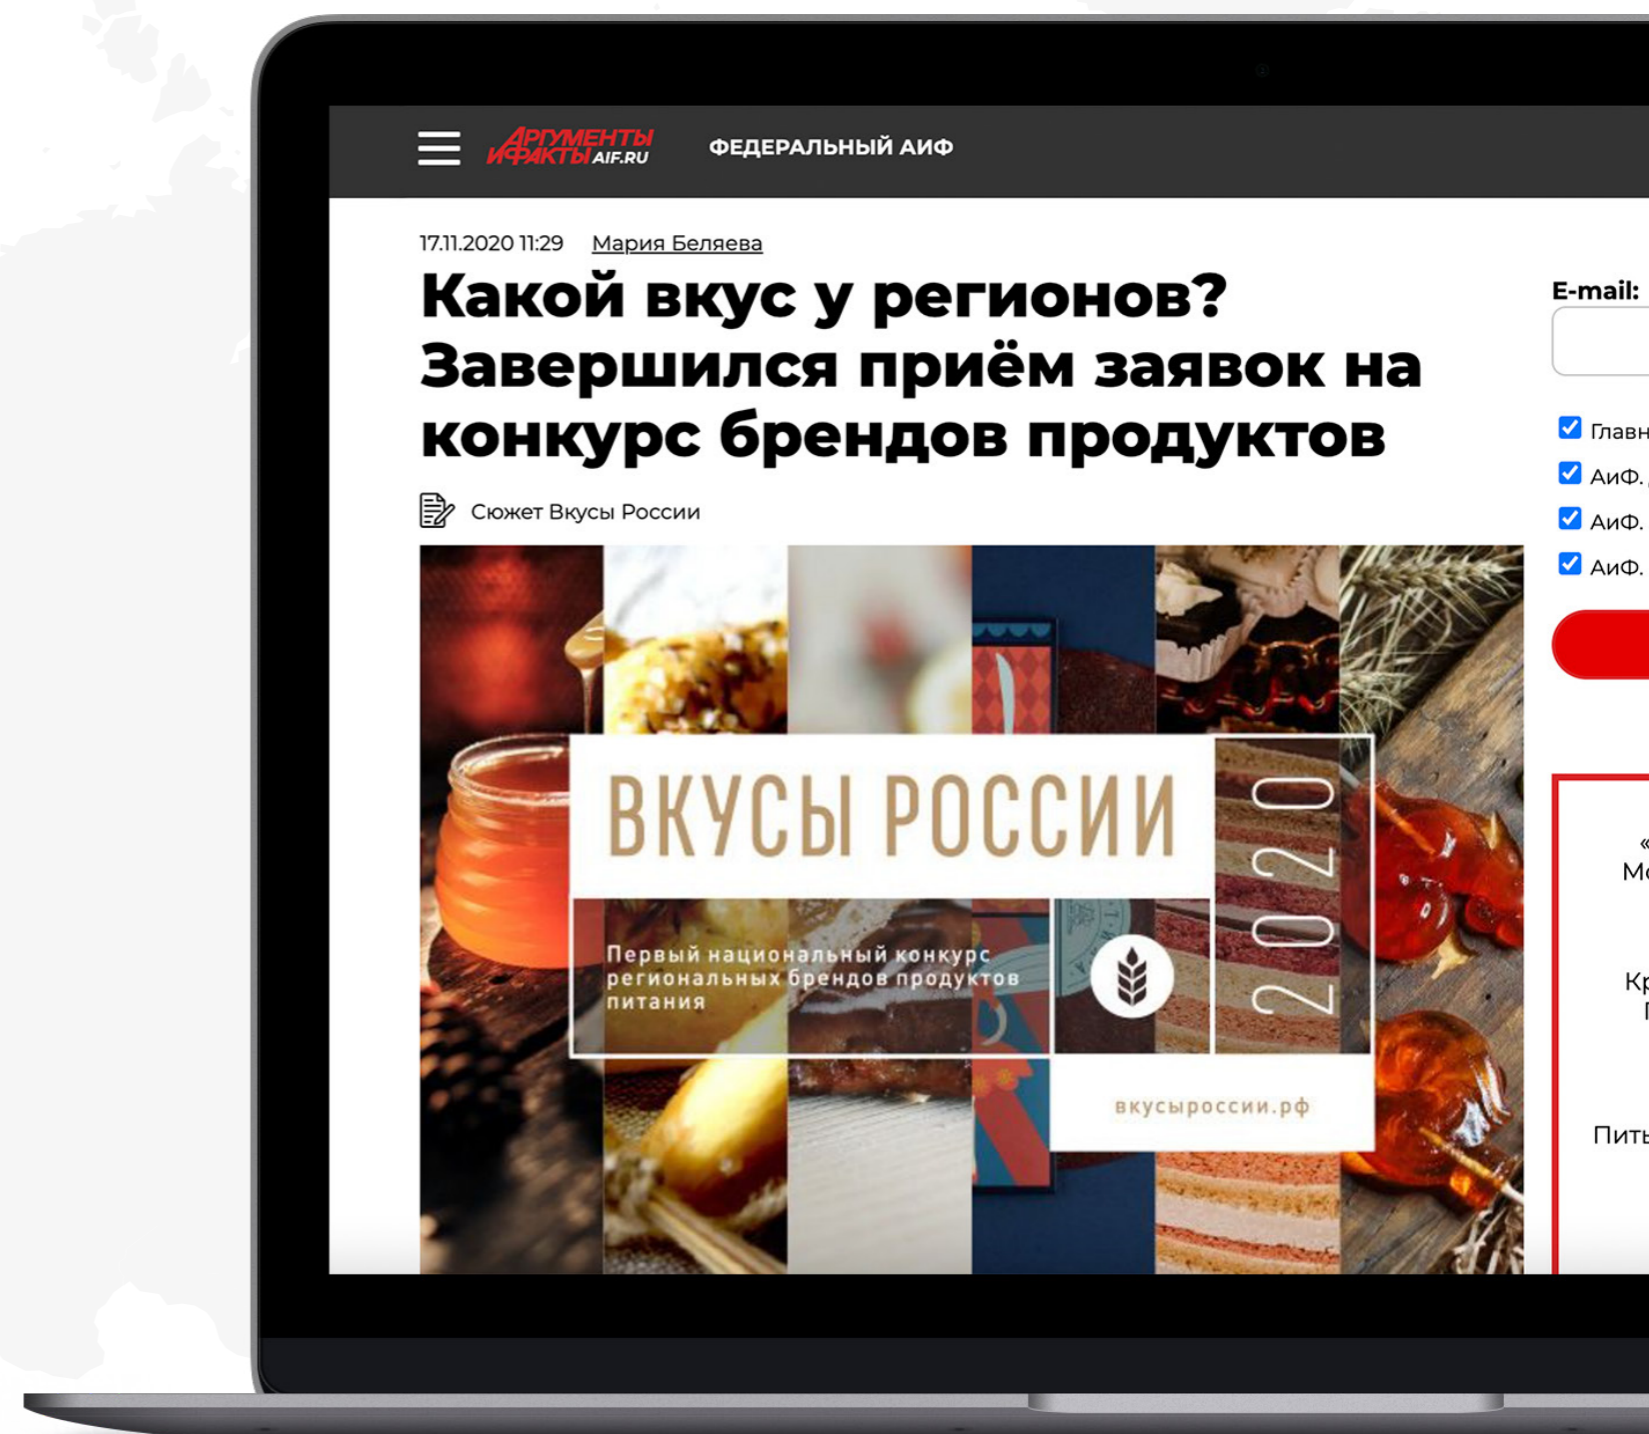 АРГУМЕНТЫ
И ФАКТЫ AIF.RU
ФЕДЕРАЛЬНЫЙ АИФ
17.11.2020 11:29 Мария Беляева
Какой вкус у регионов?
Завершился приём заявок на
конкурс брендов продуктов
Сюжет Вкусы России
ВКУСЫ РОССИИ
2020
Первый национальный конкурс
региональных брендов продуктов
питания
вкусыроссии.рф
E-mail:
АиФ.
АиФ.
АиФ.